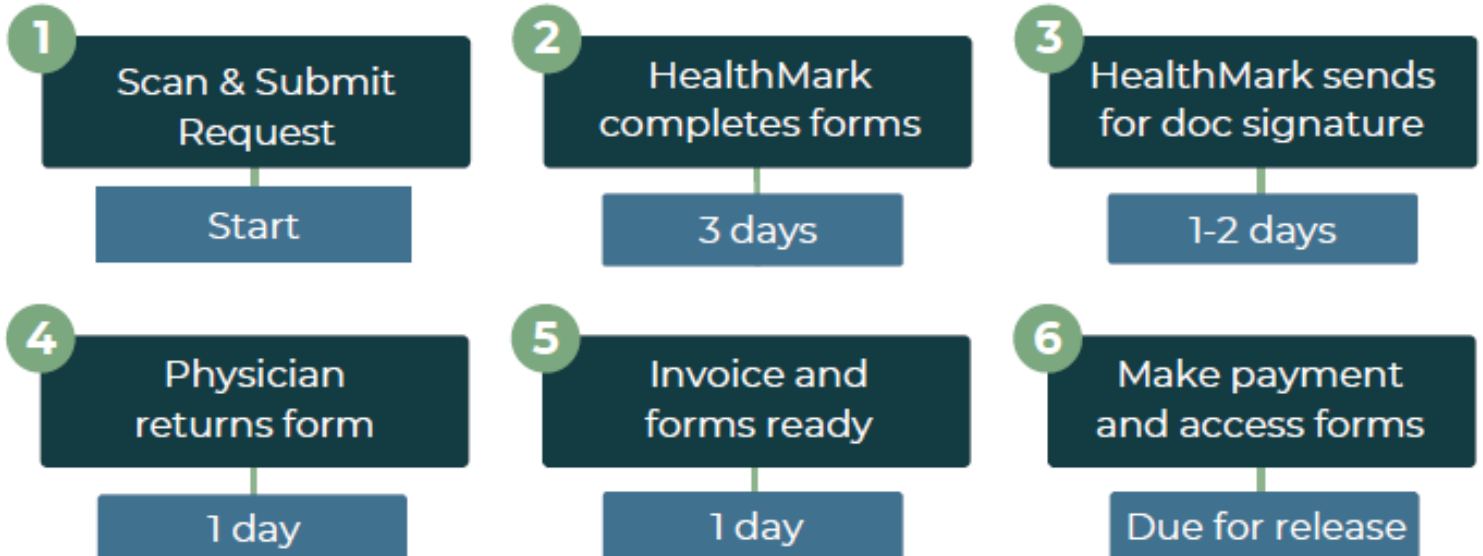 1
Scan & Submit
Request
Start
2
HealthMark
completes forms
3 days
3
HealthMark sends
for doc signature
1-2 days
4
Physician
returns form
1 day
5
Invoice and
forms ready
1 day
6
Make payment
and access forms
Due for release